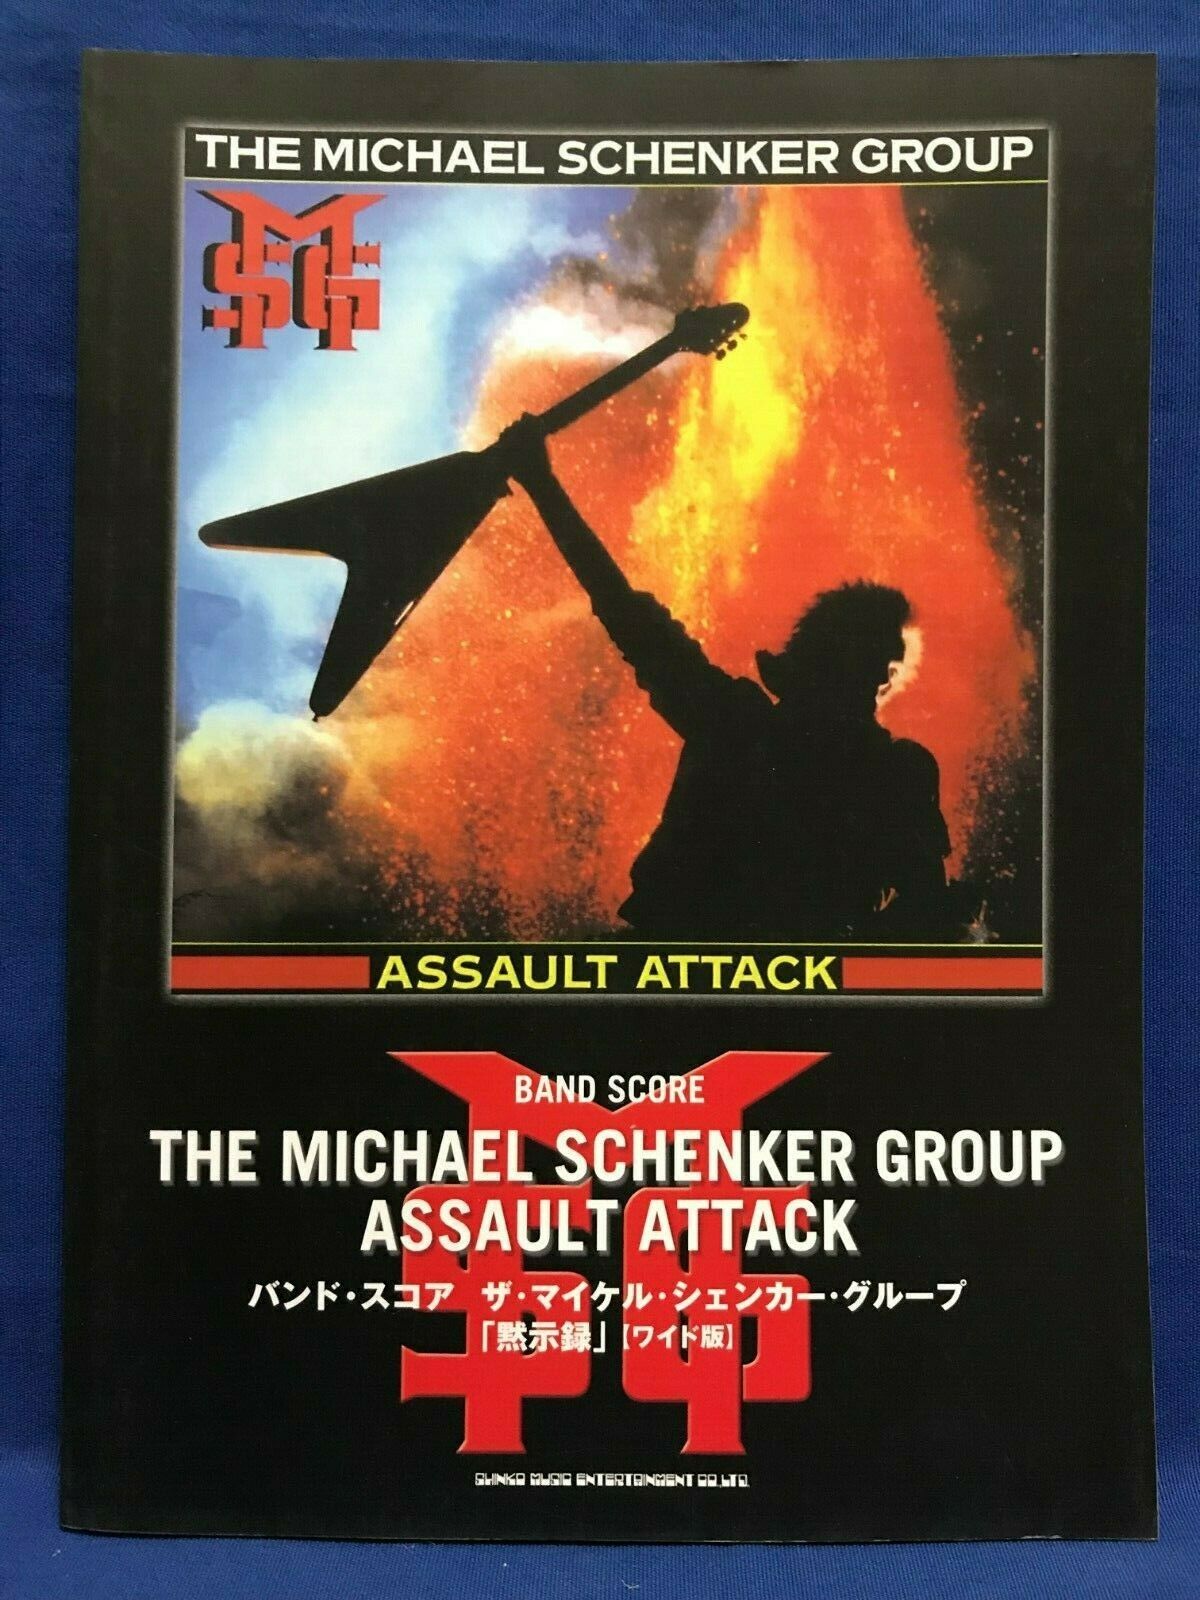 THE MICHAEL SCHENKER GROUP
MSG
ASSAULT ATTACK
BAND SCORE
THE MICHAEL SCHENKER GROUP
ASSAULT ATTACK
バンド・スコア ザ・マイケル・シェンカー・グループ
「黙示録」【ワイド版】
MSG
SHINKO MUSIC ENTERTAINMENT CO.,LTD.